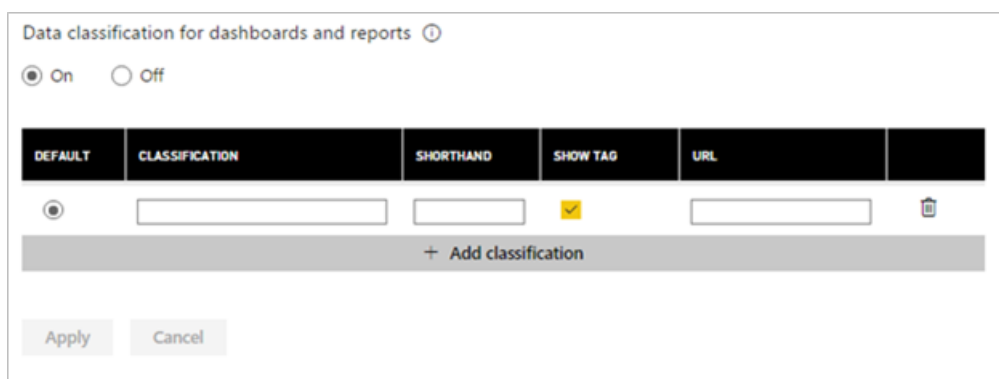 Data classification for dashboards and reports
On Off
DEFAULT CLASSIFICATION SHORTHAND SHOW TAG URL
+ Add classification
Apply Cancel